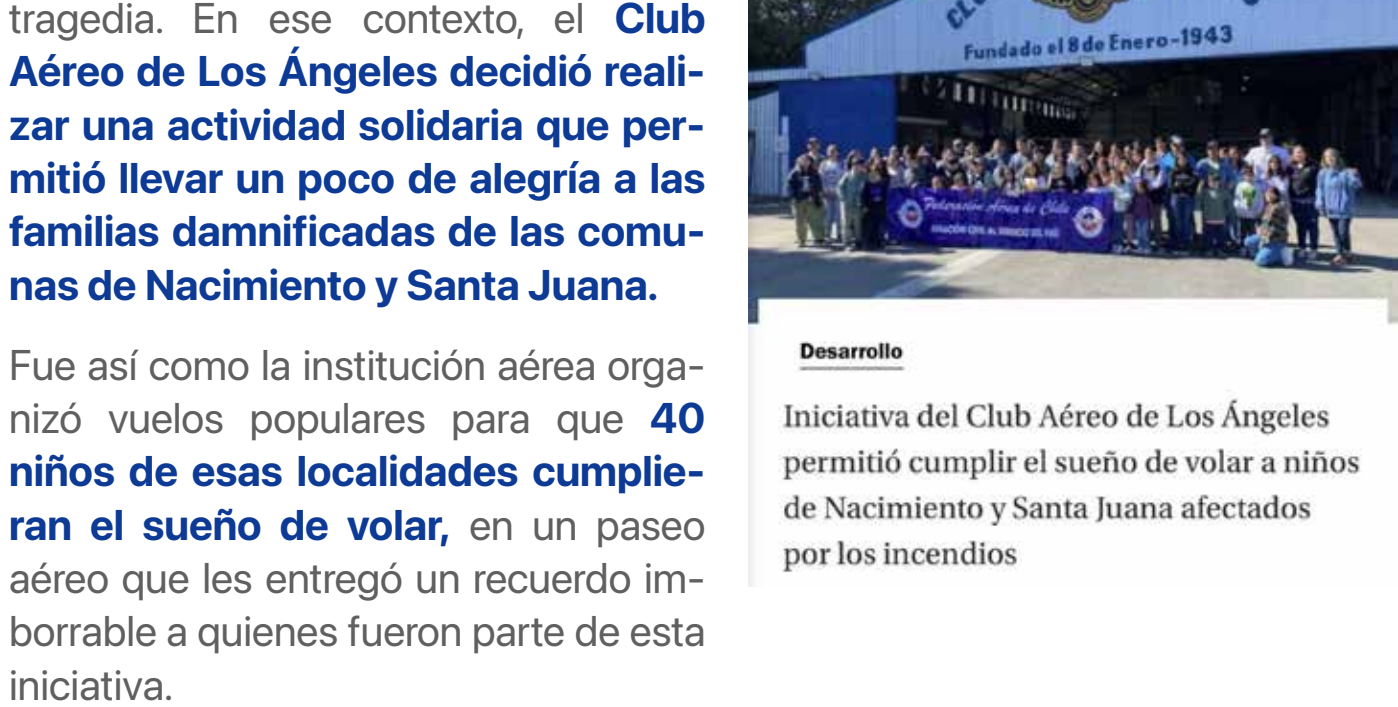 tragedia. En ese contexto, el Club
Aéreo de Los Ángeles decidió reali-
zar una actividad solidaria que per-
mitió llevar un poco de alegría a las
familias damnificadas de las comu-
nas de Nacimiento y Santa Juana.
Fue así como la institución aérea orga-
nizó vuelos populares para que 40
niños de esas localidades cumplie-
ran el sueño de volar, en un paseo
aéreo que les entregó un recuerdo im-
borrable a quienes fueron parte de esta
iniciativa.
Fundado el 8 de Enero-1943
Federación Aérea de Chile
Desarrollo
Iniciativa del Club Aéreo de Los Ángeles
permitió cumplir el sueño de volar a niños
de Nacimiento y Santa Juana afectados
por los incendios